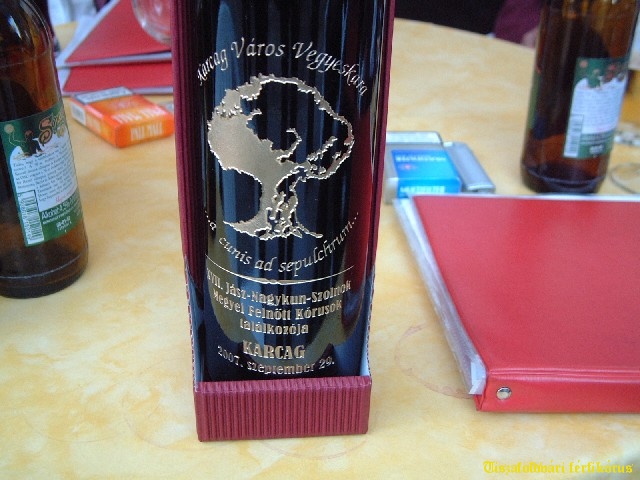 Karcag Város Vegyeskara
...a cunis ad sepulchrum...
XVII. Jász-Nagykun-Szolnok
Megyei Felnőtt Kórusok
találkozója
KARCAG
2007. szeptember 29.
Tiszaföldvári férfikórus